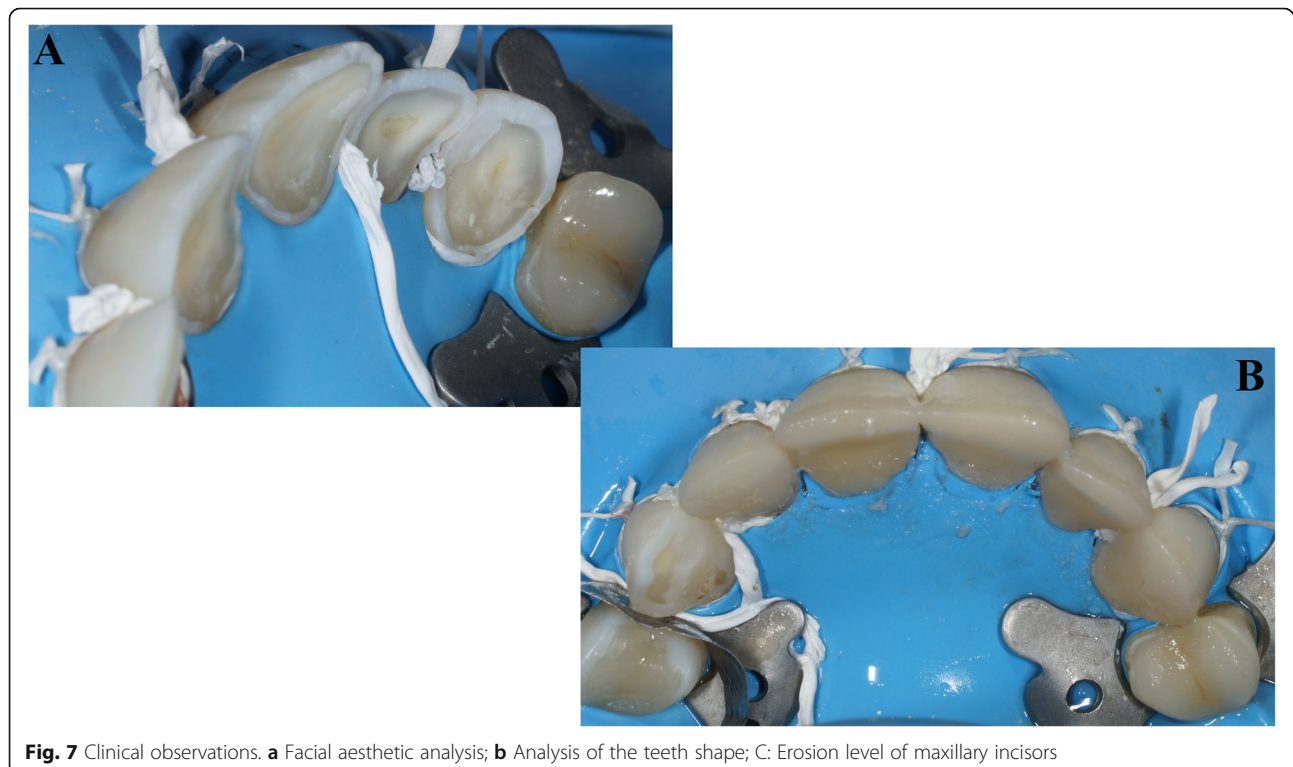 A
B
Fig. 7 Clinical observations. a Facial aesthetic analysis; b Analysis of the teeth shape; C: Erosion level of maxillary incisors